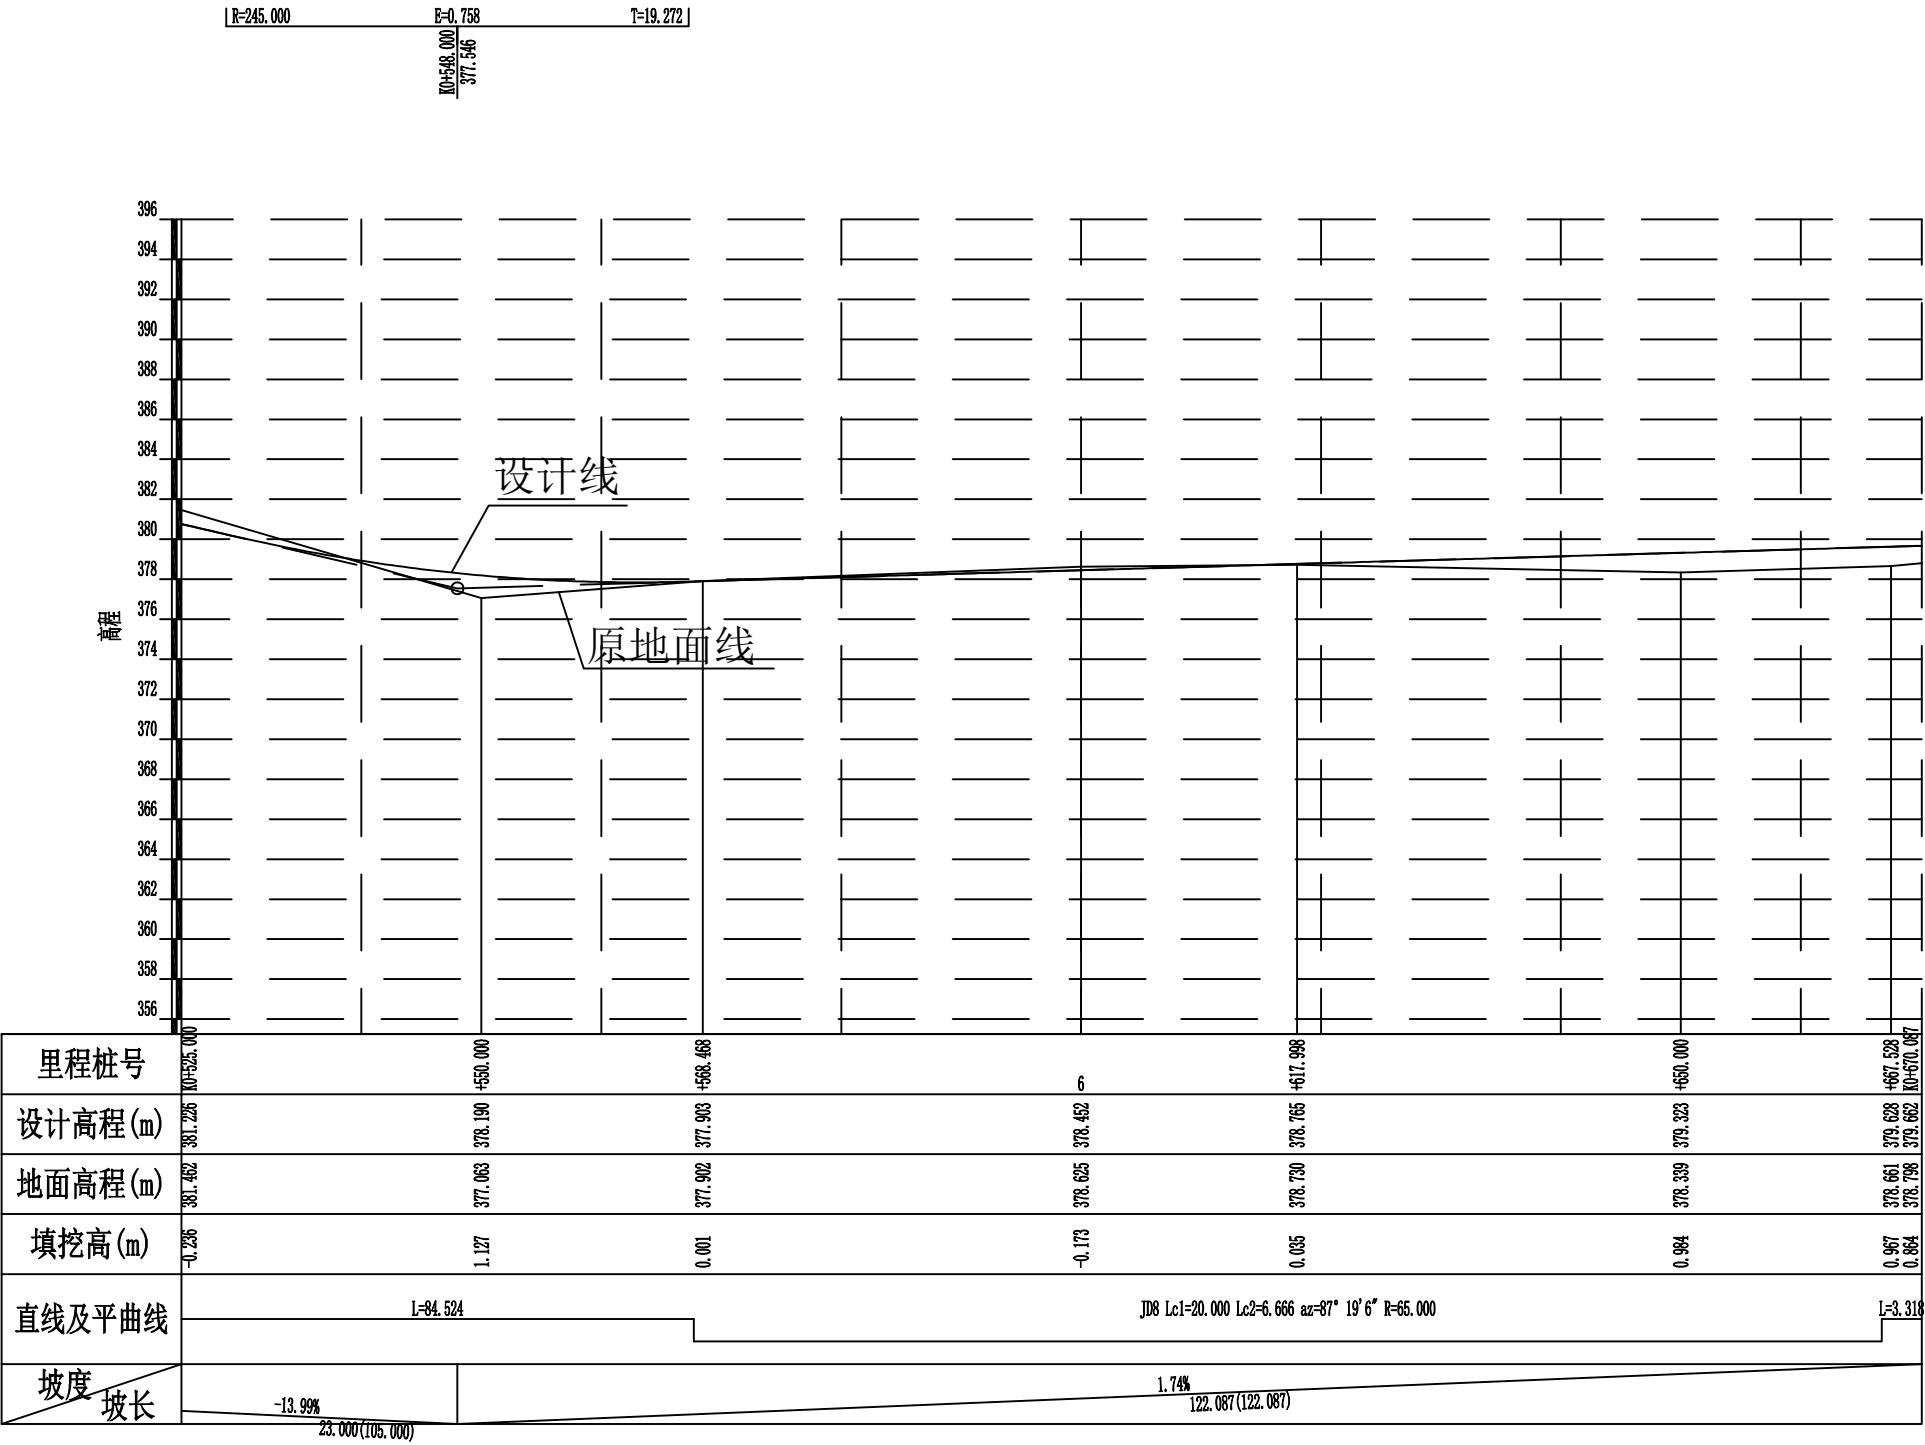 R=245.000 E=0.758 T=19.272
K0+548.000
377.546
396
394
392
390
388
386
384
382
380
378
376
374
372
370
368
366
364
362
360
358
356
高程
设计线
原地面线
里程桩号 K0+525.000 +550.000 +568.468 6 +617.998 +650.000 +667.528 K0+670.087
设计高程(m) 381.226 378.190 377.903 378.452 378.765 379.323 379.628 379.662
地面高程(m) 381.462 377.063 377.902 378.625 378.730 378.339 378.661 378.798
填挖高(m) -0.236 1.127 0.001 -0.173 0.035 0.984 0.967 0.864
直线及平曲线 L=84.524 JD8 Lc1=20.000 Lc2=6.666 az=87° 19'6" R=65.000 L=3.318
坡度 -13.99% 1.74%
坡长 23.000(105.000) 122.087(122.087)